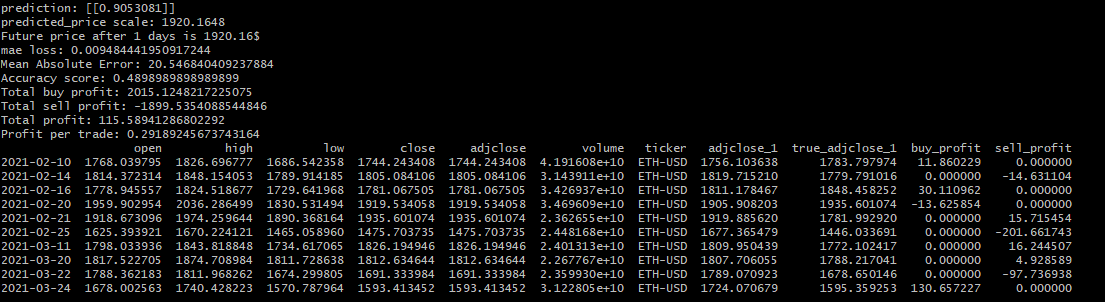 prediction: [[0.9053081]]
predicted_price scale: 1920.1648
Future price after 1 days is 1920.16$
mae loss: 0.009484441950917244
Mean Absolute Error: 20.546840409237884
Accuracy score: 0.4898989898989899
Total buy profit: 2015.1248217225075
Total sell profit: -1899.5354088544846
Total profit: 115.58941286802292
Profit per trade: 0.29189245673743164
open high low close adjclose volume ticker adjclose_1 true_adjclose_1 buy_profit sell_profit
2021-02-10 1768.039795 1826.696777 1686.542358 1744.243408 1744.243408 4.191608e+10 ETH-USD 1756.103638 1783.797974 11.860229 0.000000
2021-02-14 1814.372314 1848.154053 1789.914185 1805.084106 1805.084106 3.143911e+10 ETH-USD 1819.715210 1779.791016 0.000000 -14.631104
2021-02-16 1778.945557 1824.518677 1729.641968 1781.067505 1781.067505 3.426937e+10 ETH-USD 1811.178467 1848.458252 30.110962 0.000000
2021-02-20 1959.902954 2036.286499 1830.531494 1919.534058 1919.534058 3.469609e+10 ETH-USD 1905.908203 1935.601074 -13.625854 0.000000
2021-02-21 1918.673096 1974.259644 1890.368164 1935.601074 1935.601074 2.362655e+10 ETH-USD 1919.885620 1781.992920 0.000000 15.715454
2021-02-25 1625.393921 1670.224121 1465.058960 1475.703735 1475.703735 2.448168e+10 ETH-USD 1677.365479 1446.033691 0.000000 -201.661743
2021-03-11 1798.033936 1843.818848 1734.617065 1826.194946 1826.194946 2.401313e+10 ETH-USD 1809.950439 1772.102417 0.000000 16.244507
2021-03-20 1817.522705 1874.708984 1811.728638 1812.634644 1812.634644 2.267767e+10 ETH-USD 1807.706055 1788.217041 0.000000 4.928589
2021-03-22 1788.362183 1811.968262 1674.299805 1691.333984 1691.333984 2.359930e+10 ETH-USD 1789.070923 1678.650146 0.000000 -97.736938
2021-03-24 1678.002563 1740.428223 1570.787964 1593.413452 1593.413452 3.122805e+10 ETH-USD 1724.070679 1595.359253 130.657227 0.000000